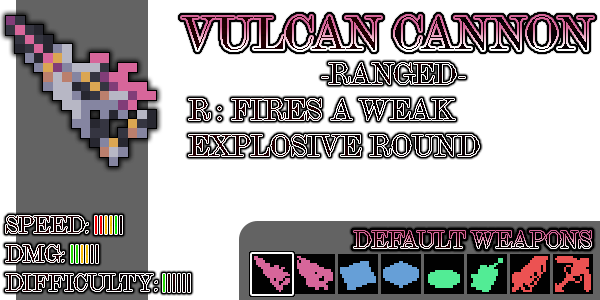 VULCAN CANNON
-RANGED-
R : FIRES A WEAK
EXPLOSIVE ROUND
SPEED:
DMG:
DIFFICULTY:
DEFAULT WEAPONS